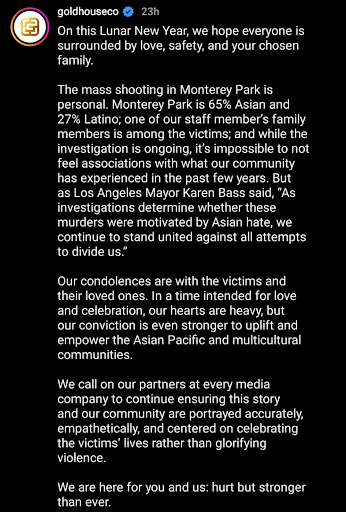 goldhouseco 23h
On this Lunar New Year, we hope everyone is
surrounded by love, safety, and your chosen
family.
The mass shooting in Monterey Park is
personal. Monterey Park is 65% Asian and
27% Latino; one of our staff member's family
members is among the victims; and while the
investigation is ongoing, it's impossible to not
feel associations with what our community
has experienced in the past few years. But
as Los Angeles Mayor Karen Bass said, "As
investigations determine whether these
murders were motivated by Asian hate, we
continue to stand united against all attempts
to divide us."
Our condolences are with the victims and
their loved ones. In a time intended for love
and celebration, our hearts are heavy, but
our conviction is even stronger to uplift and
empower the Asian Pacific and multicultural
communities.
We call on our partners at every media
company to continue ensuring this story
and our community are portrayed accurately,
empathetically, and centered on celebrating
the victims' lives rather than glorifying
violence.
We are here for you and us: hurt but stronger
than ever.